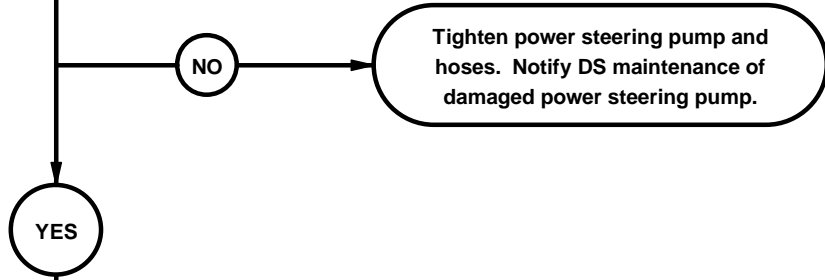 NO
Tighten power steering pump and
hoses. Notify DS maintenance of
damaged power steering pump.
YES